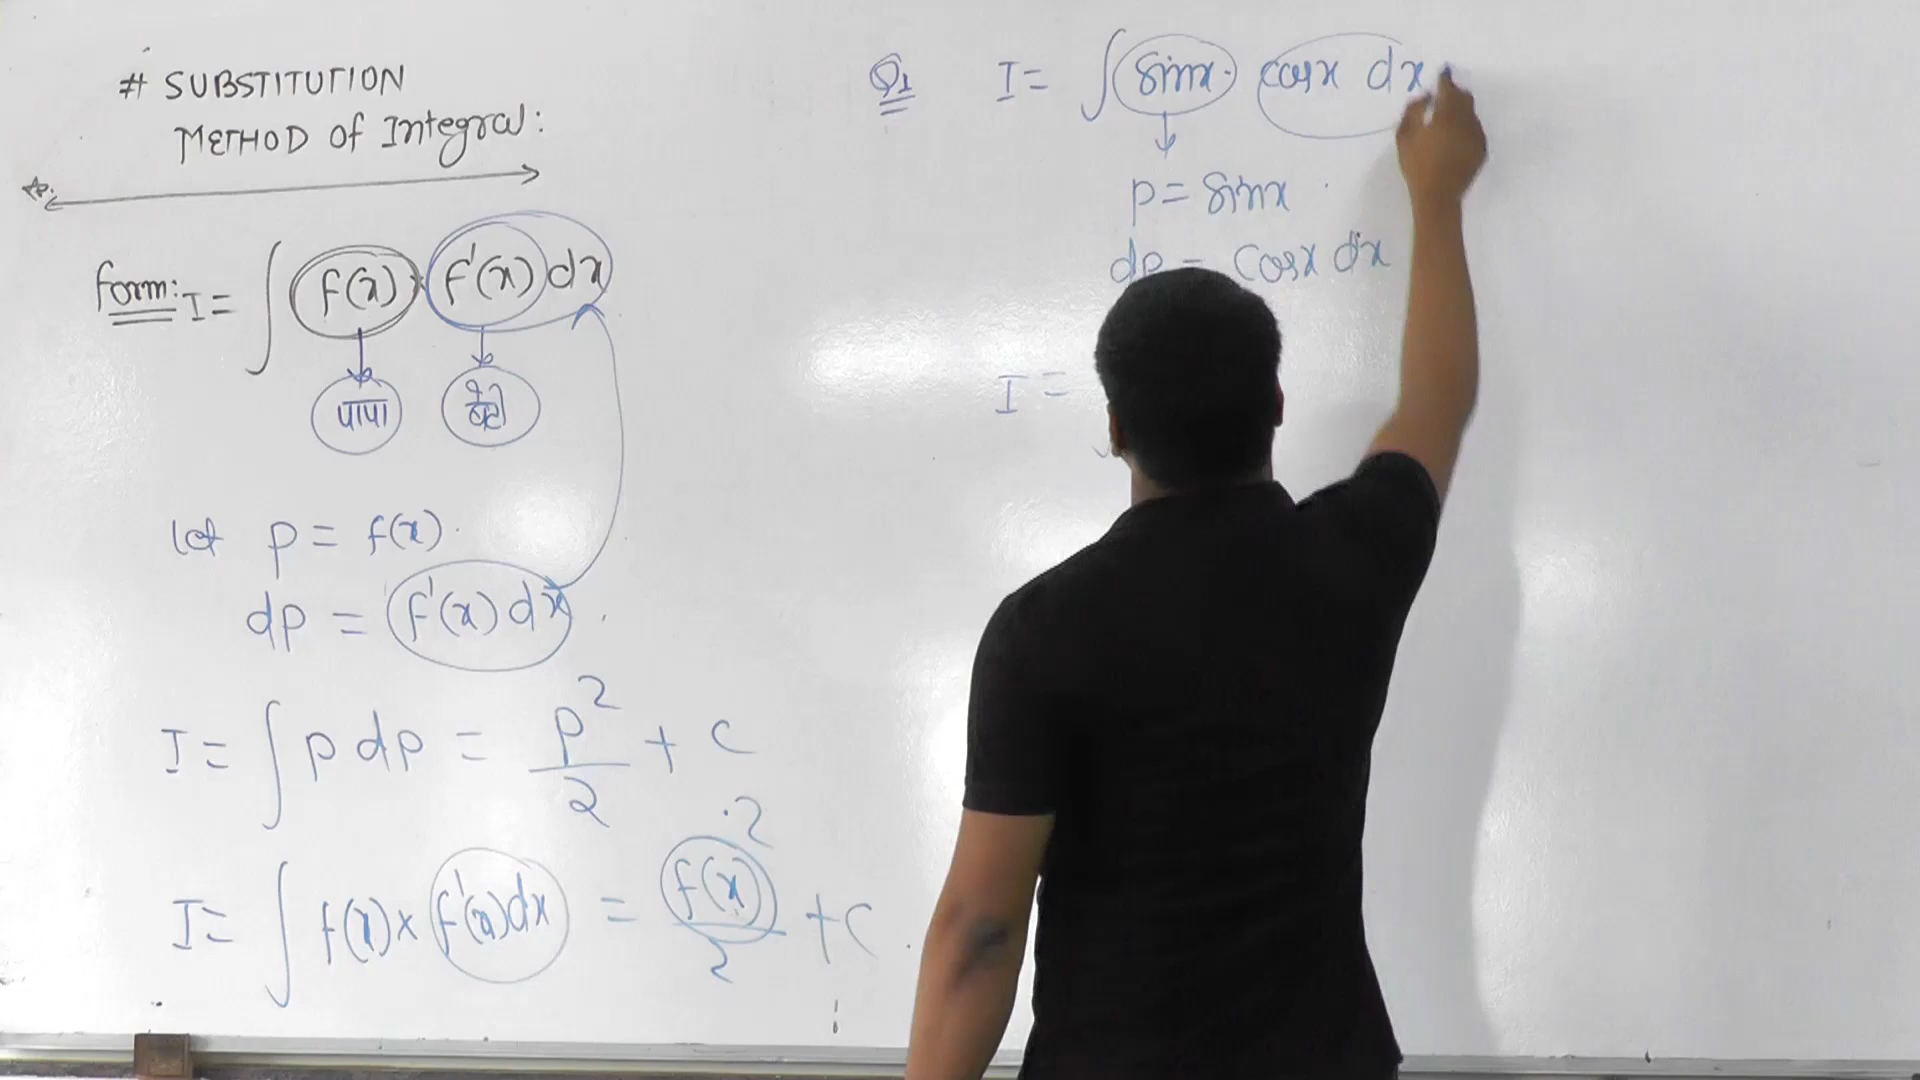 # SUBSTITUTION
METHOD of Integral:
form: I = ∫ f(x) · f'(x) dx
पापा बेटे
let p = f(x).
dp = f'(x) dx.
I = ∫ p dp = p²/2 + c
I = ∫ f(x) × f'(x) dx = f(x)²/2 + c.
Q1 I = ∫ sinx · cosx dx
p = sinx
dp = cosx dx
I =